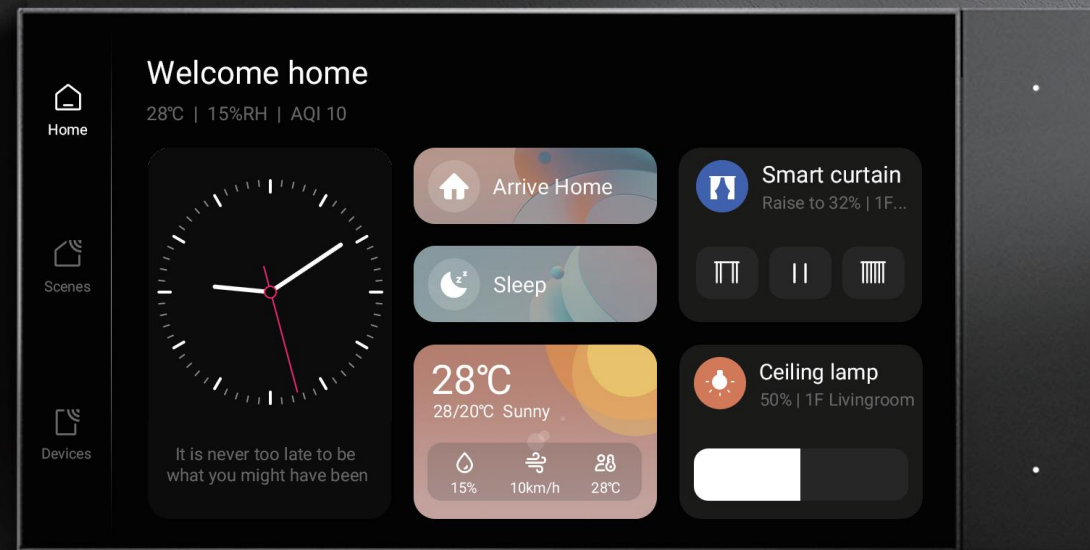 Welcome home
28℃ | 15%RH | AQI 10
Home
Scenes
Devices
It is never too late to be
what you might have been
Arrive Home
Sleep
28℃
28/20℃ Sunny
15%
10km/h
28℃
Smart curtain
Raise to 32% | 1F...
Ceiling lamp
50% | 1F Livingroom